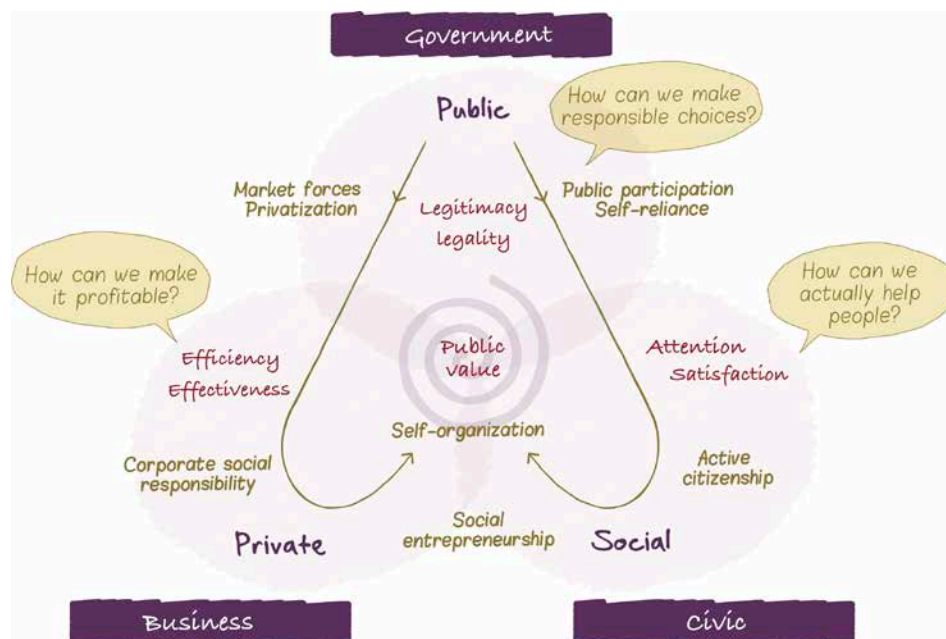 Government
Public
How can we make
responsible choices?
Market forces
Privatization
Public participation
Self-reliance
Legitimacy
legality
How can we make
it profitable?
How can we
actually help
people?
Efficiency
Effectiveness
Public
value
Attention
Satisfaction
Self-organization
Corporate social
responsibility
Active
citizenship
Social
entrepreneurship
Private
Social
Business
Civic